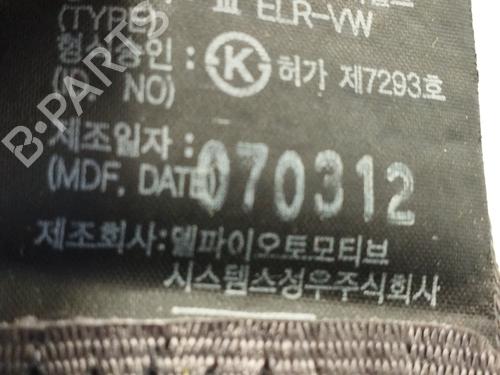 (TYPE) ELR-VW
형식승인 : K 허가 제7293호
(ID. NO)
제조일자 :
(MDF, DATE) 070312
제조회사:델파이오토모티브
시스템스성우주식회사
B-PARTS